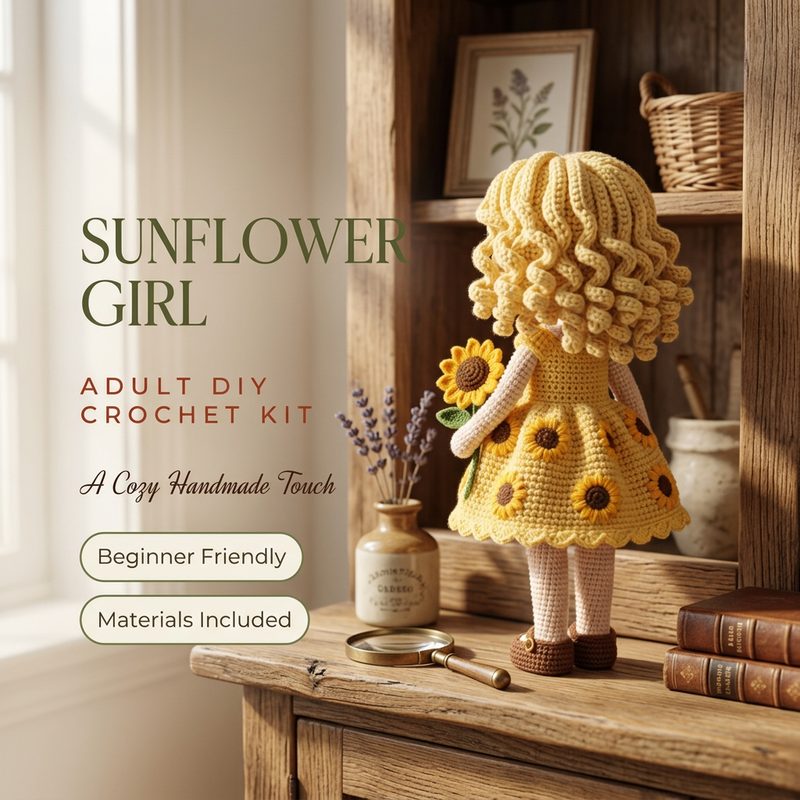 SUNFLOWER
GIRL
ADULT DIY
CROCHET KIT
A Cozy Handmade Touch
Beginner Friendly
Materials Included